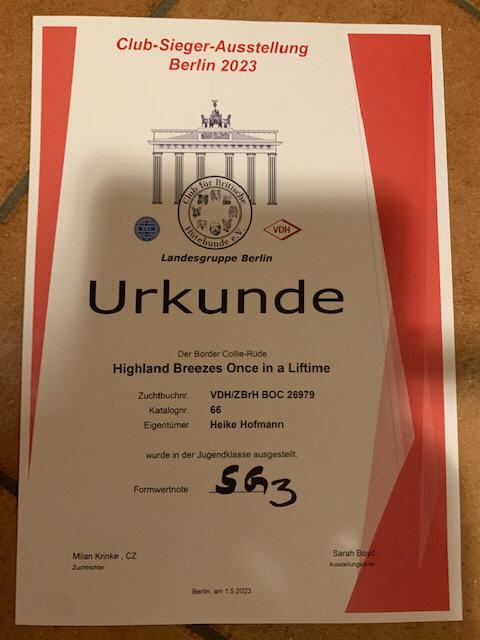 Club-Sieger-Ausstellung
Berlin 2023
Club für Britische
Hütehunde e.V.
FCI
VDH
Landesgruppe Berlin
Urkunde
Der Border Collie-Rüde
Highland Breezes Once in a Liftime
Zuchtbuchnr. VDH/ZBrH BOC 26979
Katalognr. 66
Eigentümer Heike Hofmann
wurde in der Jugendklasse ausgestellt.
Formwertnote SG3
Milan Krinke , CZ
Zuchtrichter
Sarah Boyd
Ausstellungsleiter
Berlin, am 1.5.2023